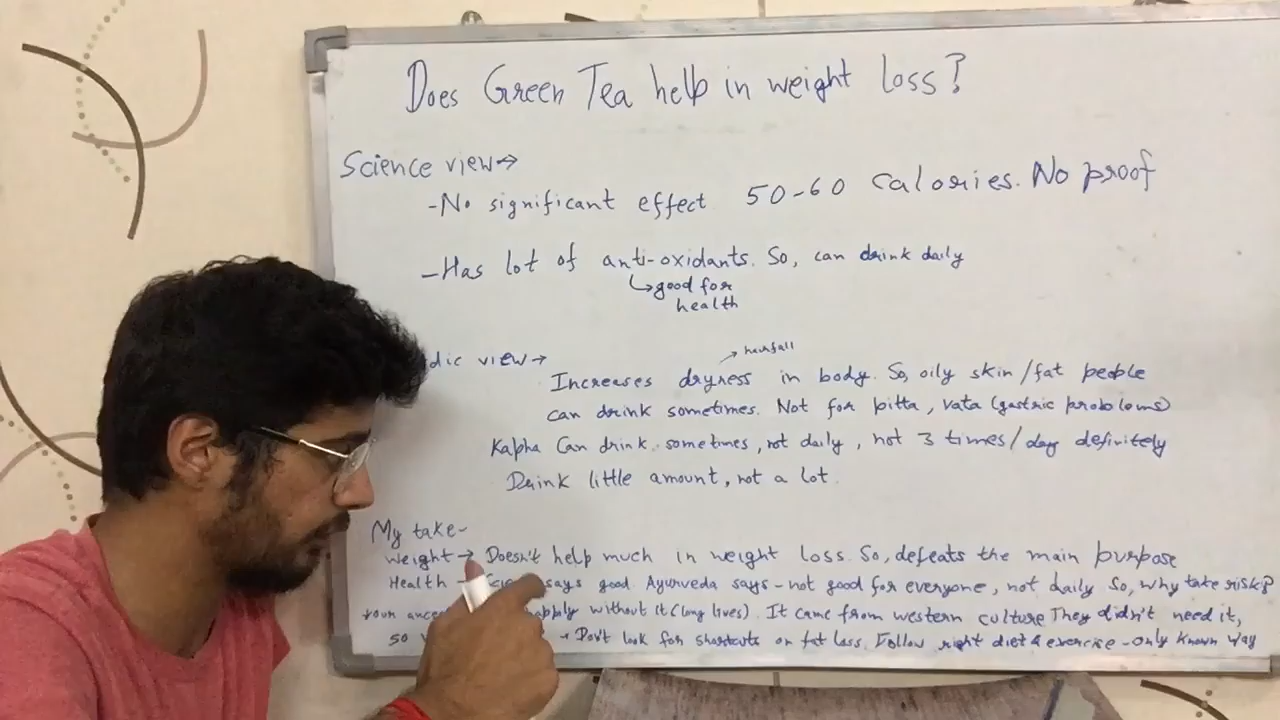 Does Green Tea help in weight loss?
Science view→
-No significant effect 50-60 calories. No proof
-Has lot of anti-oxidants. So, can drink daily
↳good for
health
dic view→
→ hairfall
Increases dryness in body. So, oily skin/fat people
can drink sometimes. Not for pitta, vata (gastric problems)
Kapha Can drink sometimes, not daily, not 3 times/day definitely
Drink little amount, not a lot.
My take-
weight→ Doesn't help much in weight loss. So, defeats the main purpose
Health - says good. Ayurveda says - not good for everyone, not daily So, why take risk?
without it (long lives). It came from western culture They didn't need it,
so → Don't look for shortcuts on fat loss. Follow right diet & exercise - only known way